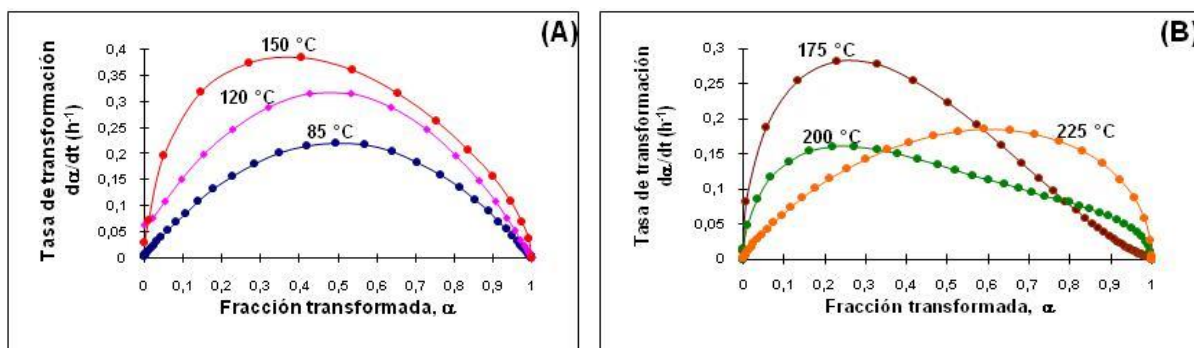 (A)
Tasa de transformación
dα/dt (h⁻¹)
0,4
0,35
0,3
0,25
0,2
0,15
0,1
0,05
0
150 °C
120 °C
85 °C
0 0,1 0,2 0,3 0,4 0,5 0,6 0,7 0,8 0,9 1
Fracción transformada, α
(B)
Tasa de transformación
dα/dt (h⁻¹)
0,3
0,25
0,2
0,15
0,1
0,05
0
175 °C
200 °C
225 °C
0 0,1 0,2 0,3 0,4 0,5 0,6 0,7 0,8 0,9 1
Fracción transformada, α